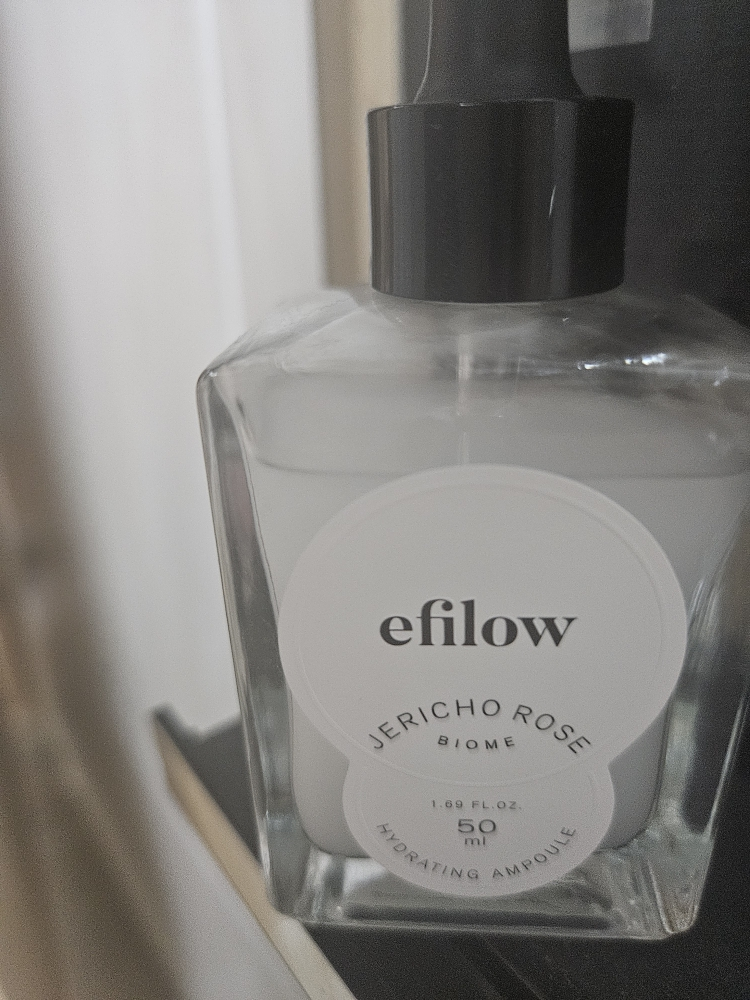 efilow
JERICHO ROSE
BIOME
1.69 FL.OZ.
50
ml
HYDRATING AMPOULE